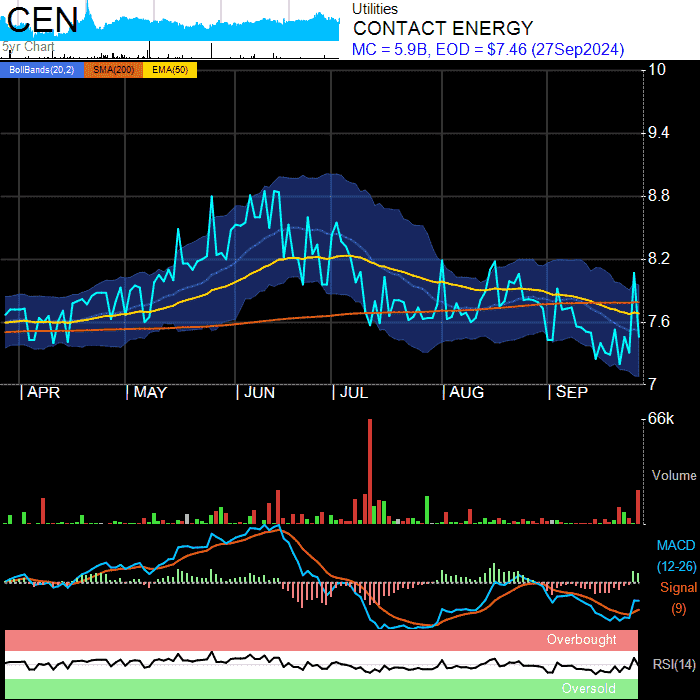 CEN
5yr Chart
Utilities
CONTACT ENERGY
MC = 5.9B, EOD = $7.46 (27Sep2024)
BollBands(20,2) SMA(200) EMA(50)
10
9.4
8.8
8.2
7.6
7
| APR | MAY | JUN | JUL | AUG | SEP
66k
Volume
MACD
(12-26)
Signal
(9)
Overbought
RSI(14)
Oversold